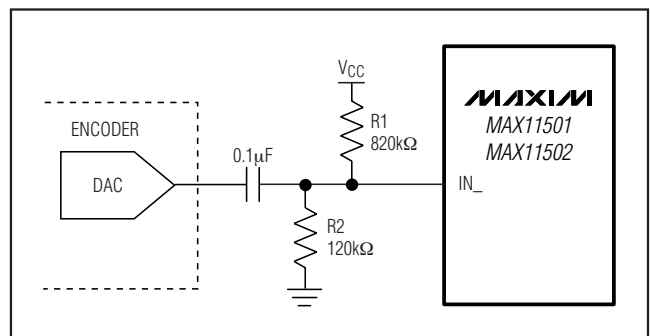 VCC
MAXIM
MAX11501
MAX11502
R1
820kΩ
ENCODER
0.1µF
DAC
IN_
R2
120kΩ